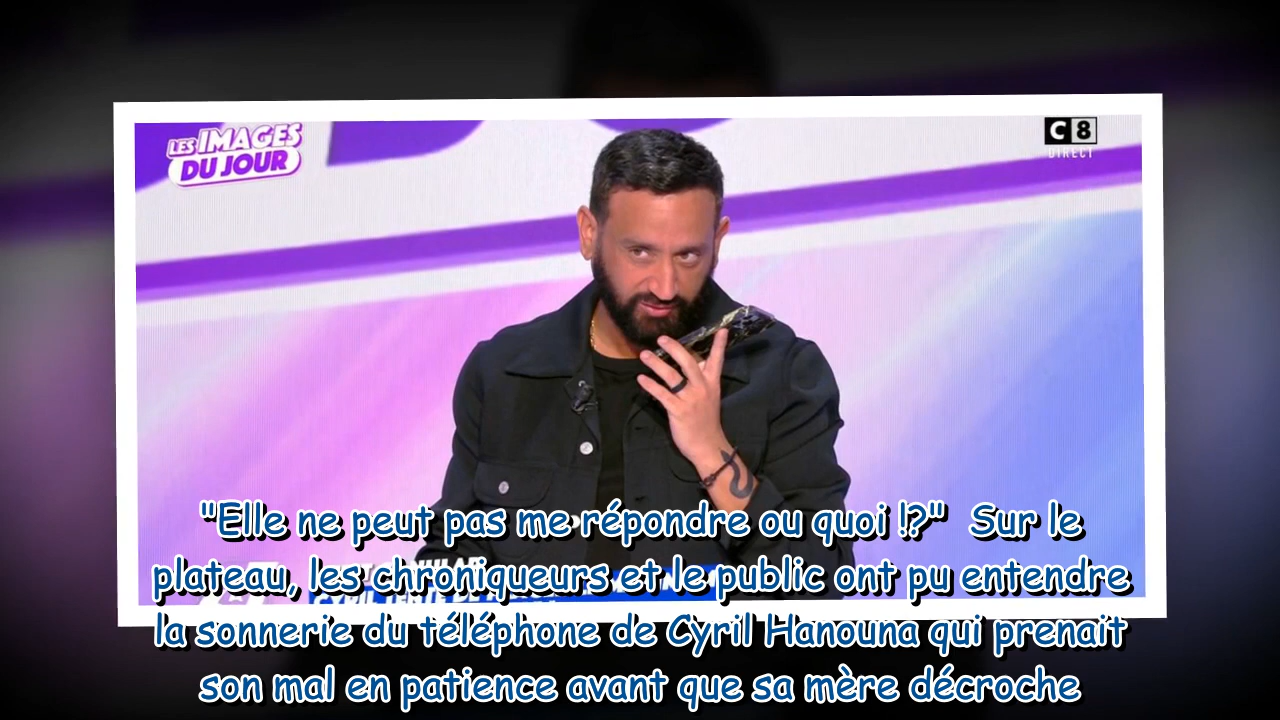 LES IMAGES
DU JOUR
C8
DIRECT
"Elle ne peut pas me répondre ou quoi !?" Sur le
plateau, les chroniqueurs et le public ont pu entendre
la sonnerie du téléphone de Cyril Hanouna qui prenait
son mal en patience avant que sa mère décroche